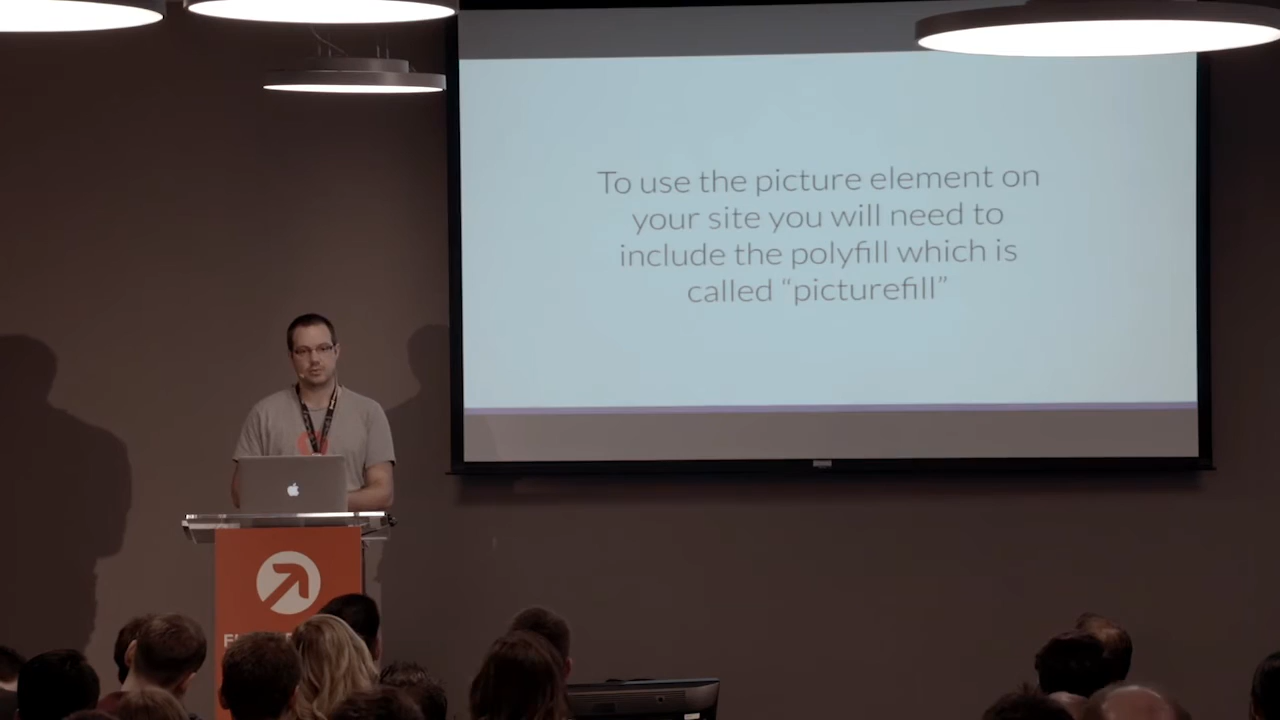 To use the picture element on
your site you will need to
include the polyfill which is
called “picturefill”